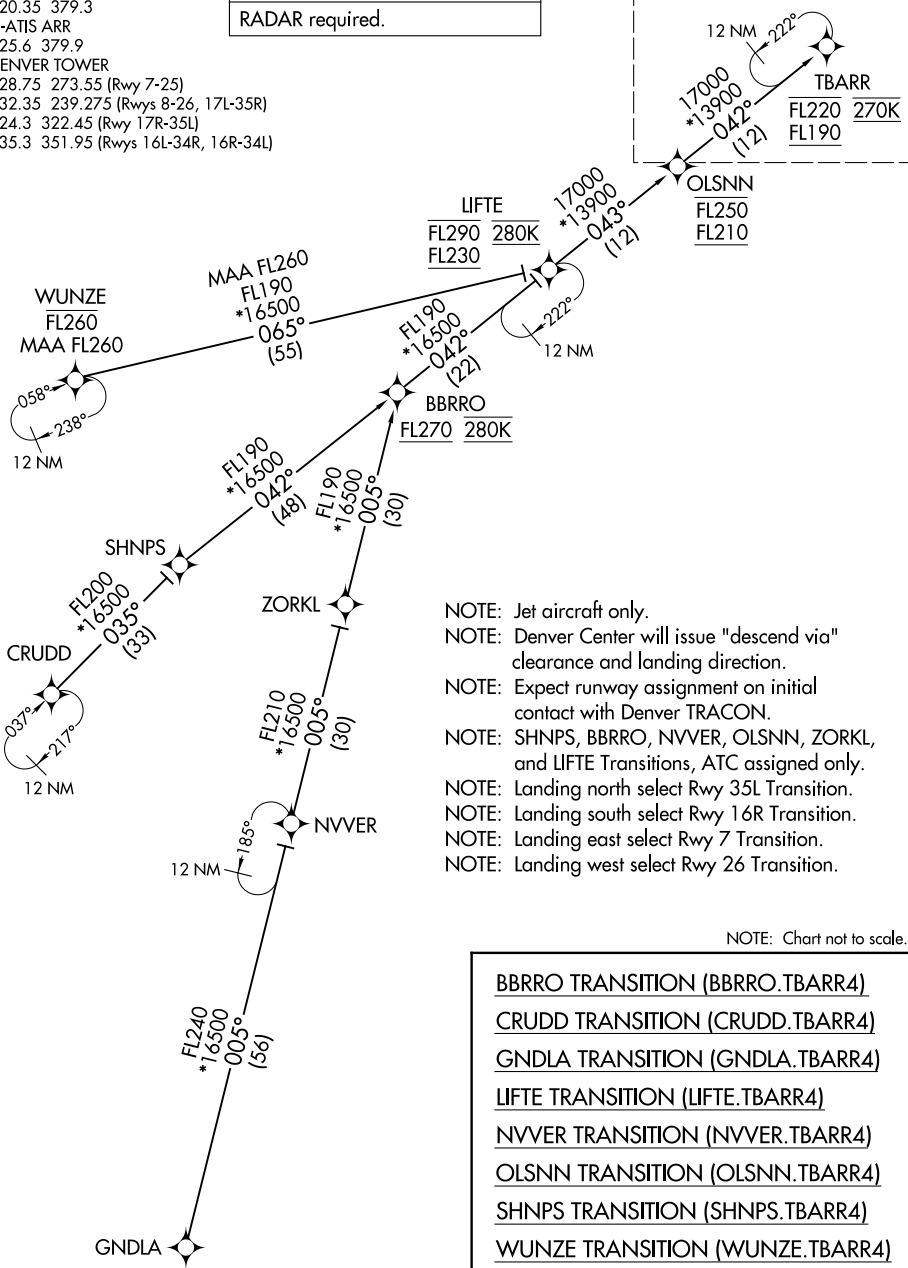 20.35 379.3
-ATIS ARR
25.6 379.9
ENVER TOWER
28.75 273.55 (Rwy 7-25)
32.35 239.275 (Rwys 8-26, 17L-35R)
24.3 322.45 (Rwy 17R-35L)
35.3 351.95 (Rwys 16L-34R, 16R-34L)
RADAR required.
12 NM
222°
TBARR
FL220 270K
FL190
17000
*13900
042°
(12)
OLSNN
FL250
FL210
17000
*13900
043°
(12)
LIFTE
FL290 280K
FL230
222°
12 NM
MAA FL260
FL190
*16500
065°
(55)
WUNZE
FL260
MAA FL260
058°
238°
12 NM
FL190
*16500
042°
(22)
BBRRO
FL270 280K
FL190
*16500
042°
(48)
FL190
*16500
005°
(30)
SHNPS
ZORKL
FL200
*16500
035°
(33)
CRUDD
037°
217°
12 NM
FL210
*16500
005°
(30)
NVVER
185°
12 NM
FL240
*16500
005°
(56)
GNDLA
NOTE: Jet aircraft only.
NOTE: Denver Center will issue "descend via"
clearance and landing direction.
NOTE: Expect runway assignment on initial
contact with Denver TRACON.
NOTE: SHNPS, BBRRO, NVVER, OLSNN, ZORKL,
and LIFTE Transitions, ATC assigned only.
NOTE: Landing north select Rwy 35L Transition.
NOTE: Landing south select Rwy 16R Transition.
NOTE: Landing east select Rwy 7 Transition.
NOTE: Landing west select Rwy 26 Transition.
NOTE: Chart not to scale.
BBRRO TRANSITION (BBRRO.TBARR4)
CRUDD TRANSITION (CRUDD.TBARR4)
GNDLA TRANSITION (GNDLA.TBARR4)
LIFTE TRANSITION (LIFTE.TBARR4)
NVVER TRANSITION (NVVER.TBARR4)
OLSNN TRANSITION (OLSNN.TBARR4)
SHNPS TRANSITION (SHNPS.TBARR4)
WUNZE TRANSITION (WUNZE.TBARR4)